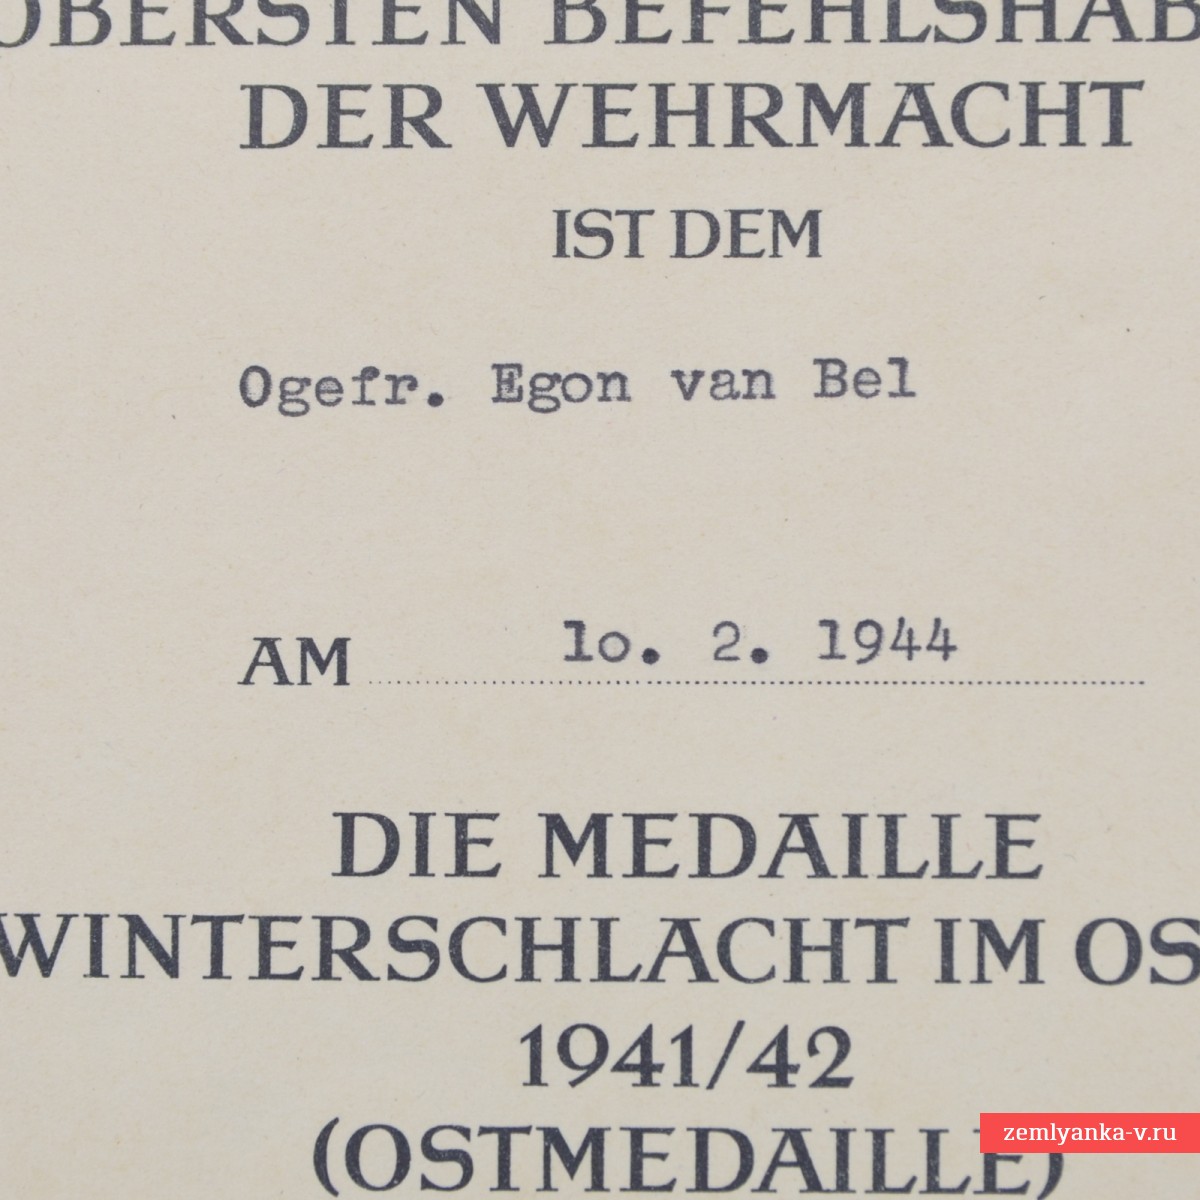 OBERSTEN BEFEHLSHAB
DER WEHRMACHT
IST DEM
Ogefr. Egon van Bel
AM lo. 2. 1944
DIE MEDAILLE
WINTERSCHLACHT IM OS
1941/42
(OSTMEDAILLE)
zemlyanka-v.ru